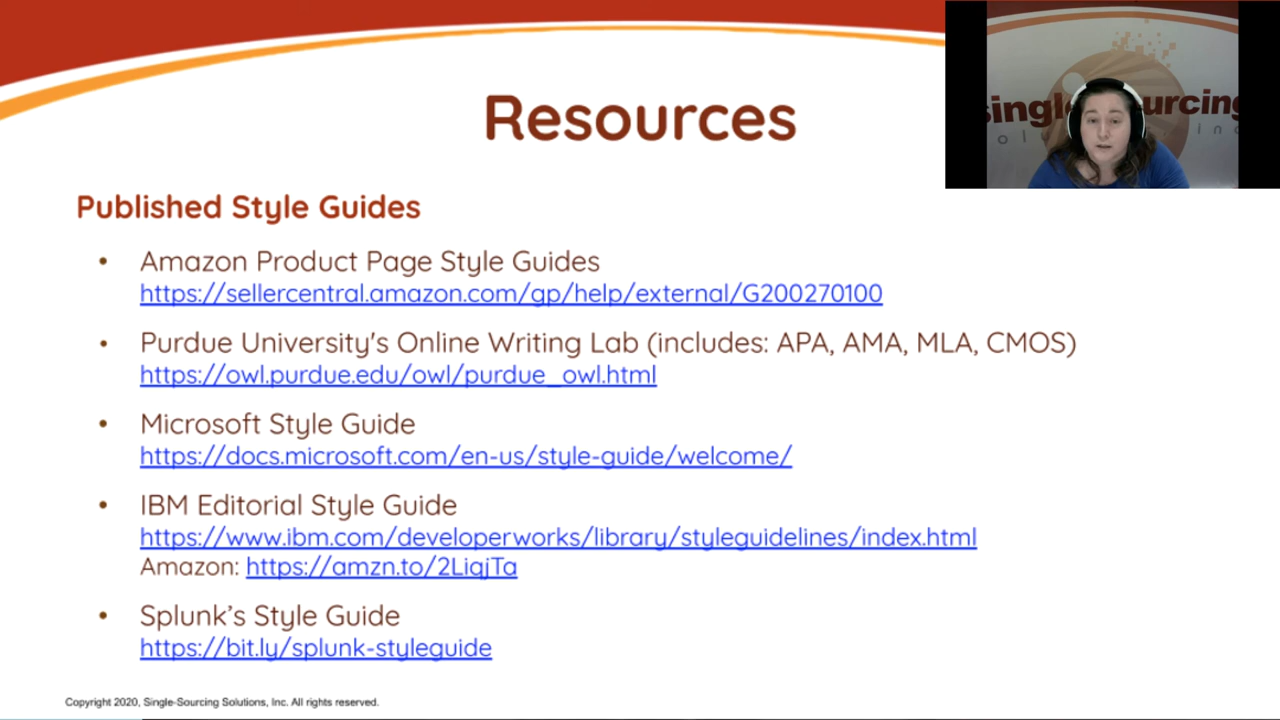 Resources
single sourcing
Published Style Guides
• Amazon Product Page Style Guides
https://sellercentral.amazon.com/gp/help/external/G200270100
• Purdue University's Online Writing Lab (includes: APA, AMA, MLA, CMOS)
https://owl.purdue.edu/owl/purdue_owl.html
• Microsoft Style Guide
https://docs.microsoft.com/en-us/style-guide/welcome/
• IBM Editorial Style Guide
https://www.ibm.com/developerworks/library/styleguidelines/index.html
Amazon: https://amzn.to/2LiqjTa
• Splunk’s Style Guide
https://bit.ly/splunk-styleguide
Copyright 2020, Single-Sourcing Solutions, Inc. All rights reserved.